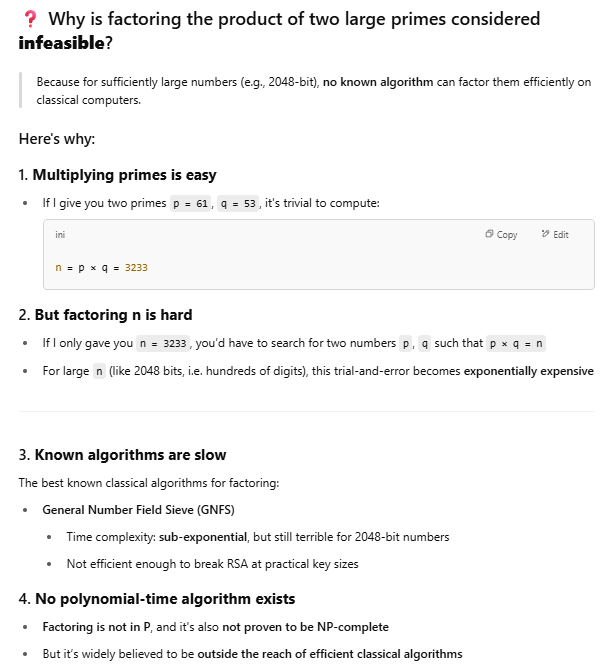 ❓ Why is factoring the product of two large primes considered
infeasible?
Because for sufficiently large numbers (e.g., 2048-bit), no known algorithm can factor them efficiently on
classical computers.
Here's why:
1. Multiplying primes is easy
• If I give you two primes p = 61, q = 53, it's trivial to compute:
ini Copy Edit
n = p × q = 3233
2. But factoring n is hard
• If I only gave you n = 3233, you'd have to search for two numbers p, q such that p × q = n
• For large n (like 2048 bits, i.e. hundreds of digits), this trial-and-error becomes exponentially expensive
3. Known algorithms are slow
The best known classical algorithms for factoring:
• General Number Field Sieve (GNFS)
• Time complexity: sub-exponential, but still terrible for 2048-bit numbers
• Not efficient enough to break RSA at practical key sizes
4. No polynomial-time algorithm exists
• Factoring is not in P, and it's also not proven to be NP-complete
• But it's widely believed to be outside the reach of efficient classical algorithms